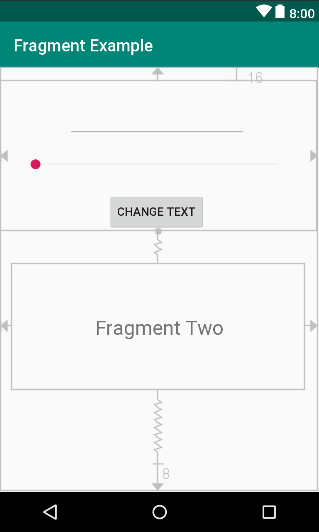 8:00
Fragment Example
16
CHANGE TEXT
Fragment Two
8